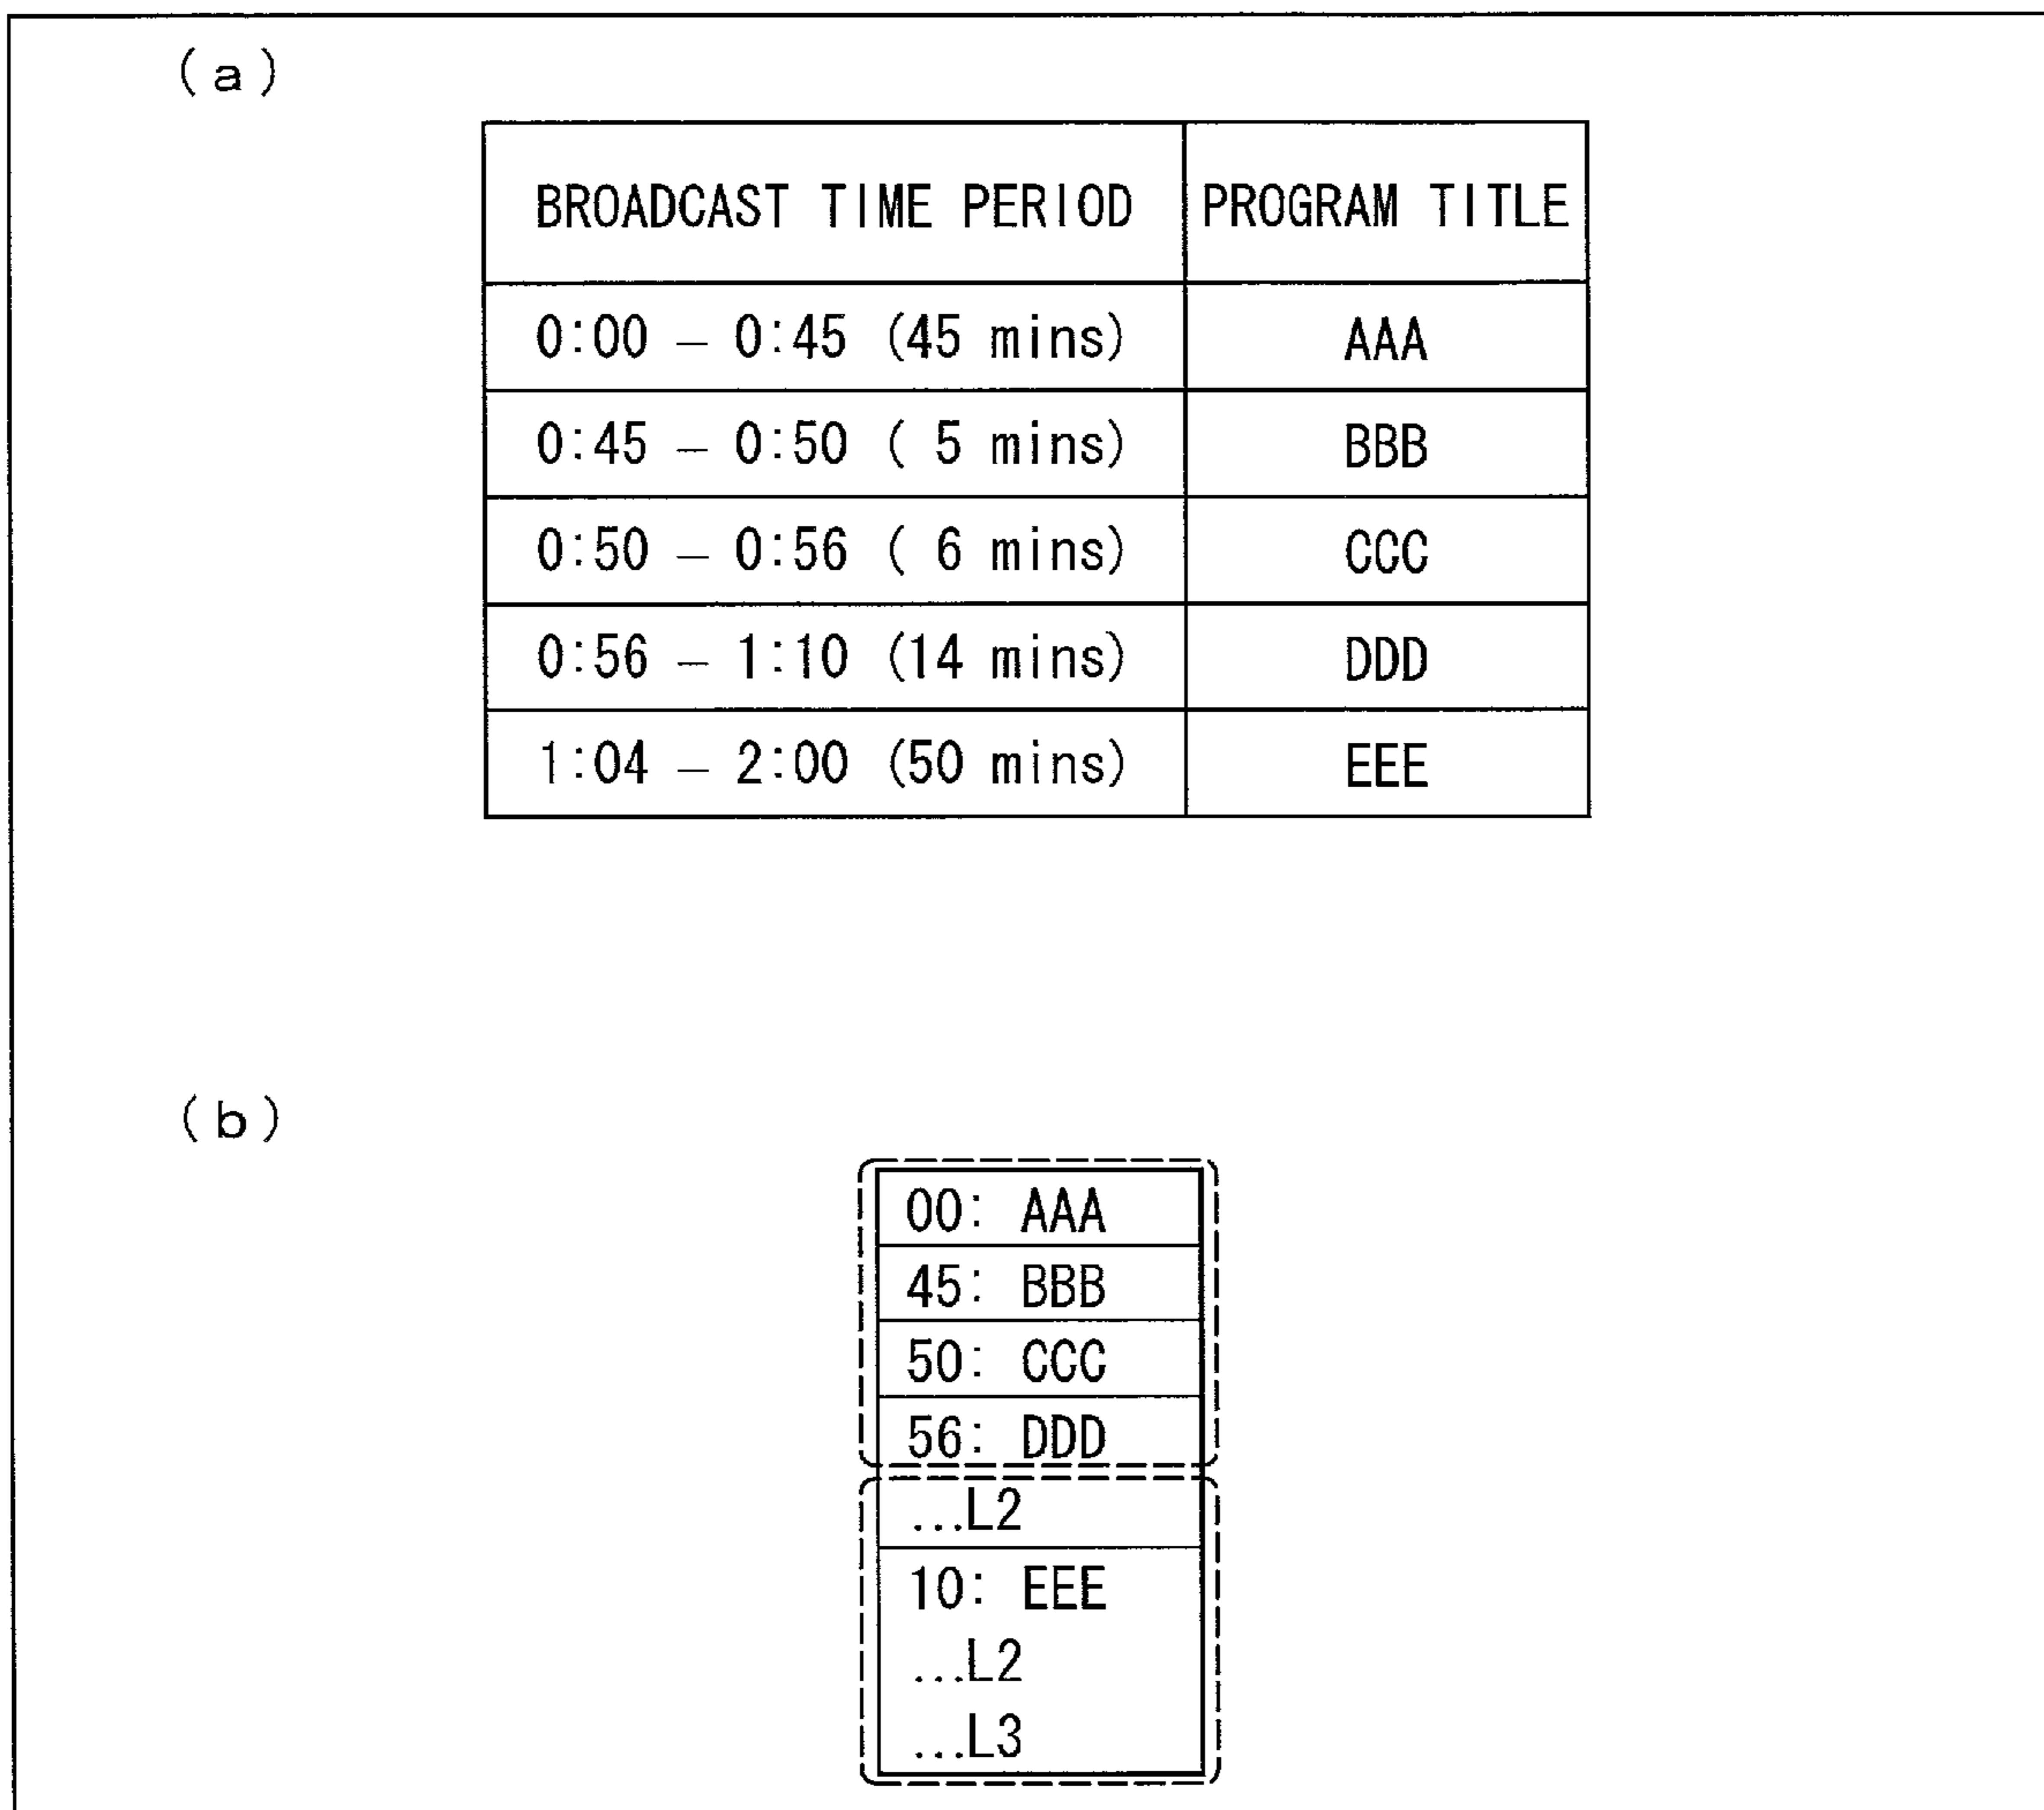 (a)
BROADCAST TIME PERIOD PROGRAM TITLE
0:00 – 0:45 (45 mins) AAA
0:45 – 0:50 ( 5 mins) BBB
0:50 – 0:56 ( 6 mins) CCC
0:56 – 1:10 (14 mins) DDD
1:04 – 2:00 (50 mins) EEE
(b)
00: AAA
45: BBB
50: CCC
56: DDD
...L2
10: EEE
...L2
...L3